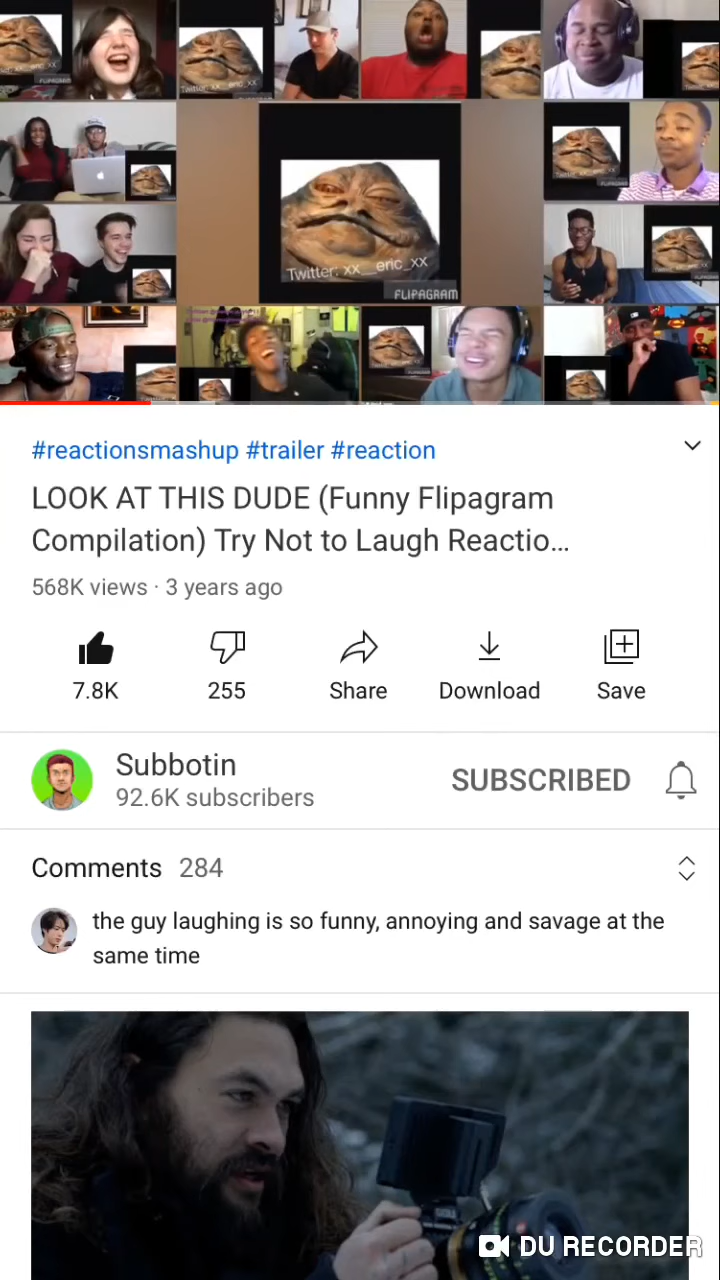 Twitter: xx__eric_xx
FLIPAGRAM
#reactionsmashup #trailer #reaction
LOOK AT THIS DUDE (Funny Flipagram
Compilation) Try Not to Laugh Reactio...
568K views · 3 years ago
7.8K
255
Share
Download
Save
Subbotin
92.6K subscribers
SUBSCRIBED
Comments 284
the guy laughing is so funny, annoying and savage at the
same time
DU RECORDER